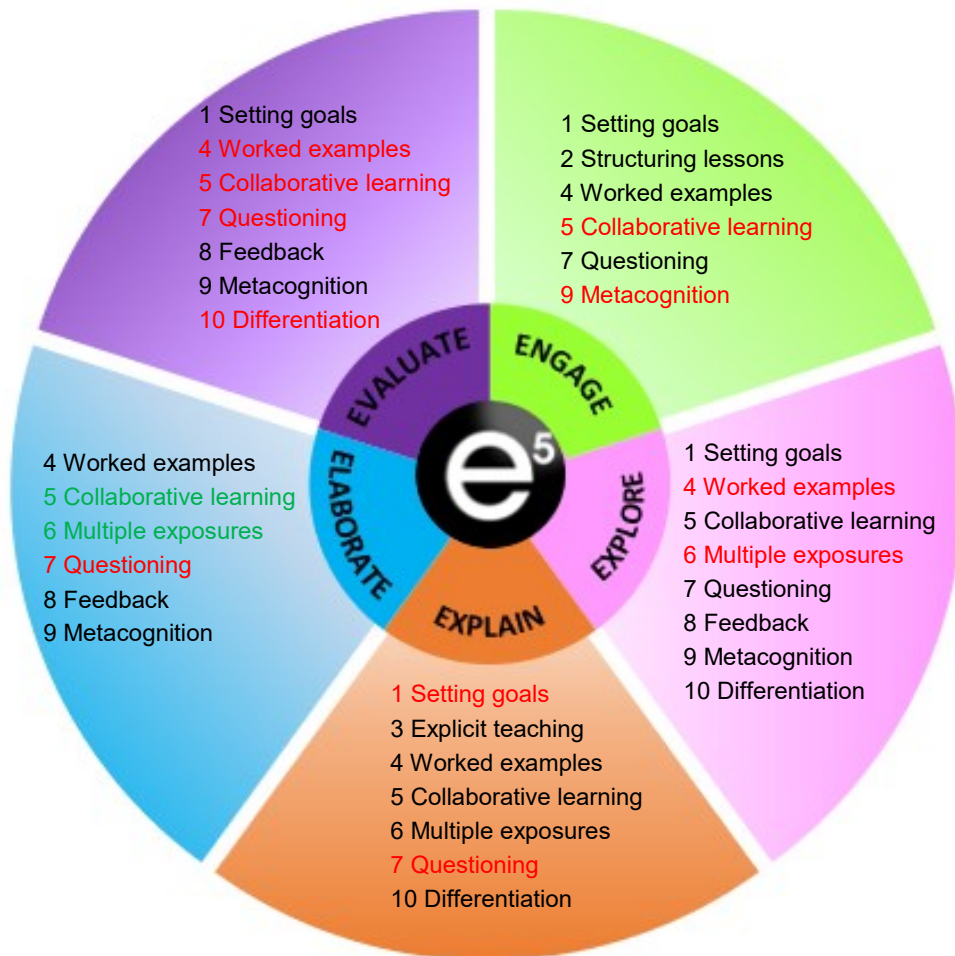 1 Setting goals
4 Worked examples
5 Collaborative learning
7 Questioning
8 Feedback
9 Metacognition
10 Differentiation
1 Setting goals
2 Structuring lessons
4 Worked examples
5 Collaborative learning
7 Questioning
9 Metacognition
EVALUATE
ENGAGE
e5
ELABORATE
EXPLORE
EXPLAIN
4 Worked examples
5 Collaborative learning
6 Multiple exposures
7 Questioning
8 Feedback
9 Metacognition
1 Setting goals
4 Worked examples
5 Collaborative learning
6 Multiple exposures
7 Questioning
8 Feedback
9 Metacognition
10 Differentiation
1 Setting goals
3 Explicit teaching
4 Worked examples
5 Collaborative learning
6 Multiple exposures
7 Questioning
10 Differentiation